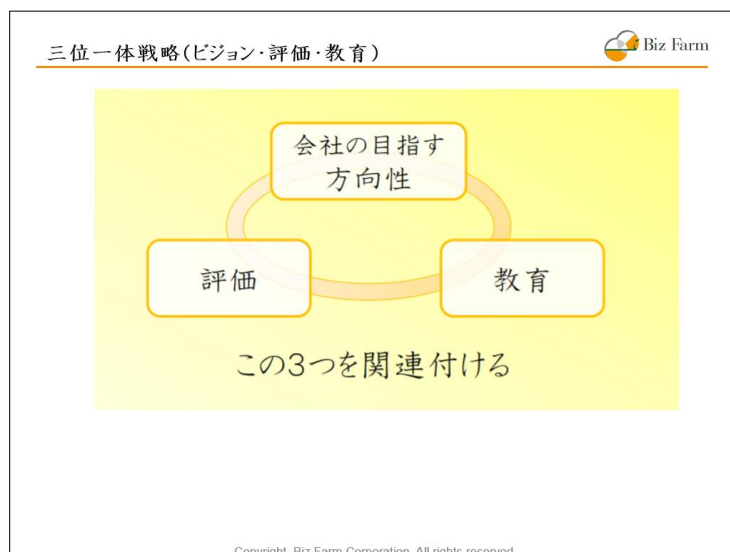 三位一体戦略(ビジョン・評価・教育)
Biz Farm
会社の目指す
方向性
評価
教育
この3つを関連付ける
Copyright Biz Farm Corporation All rights reserved